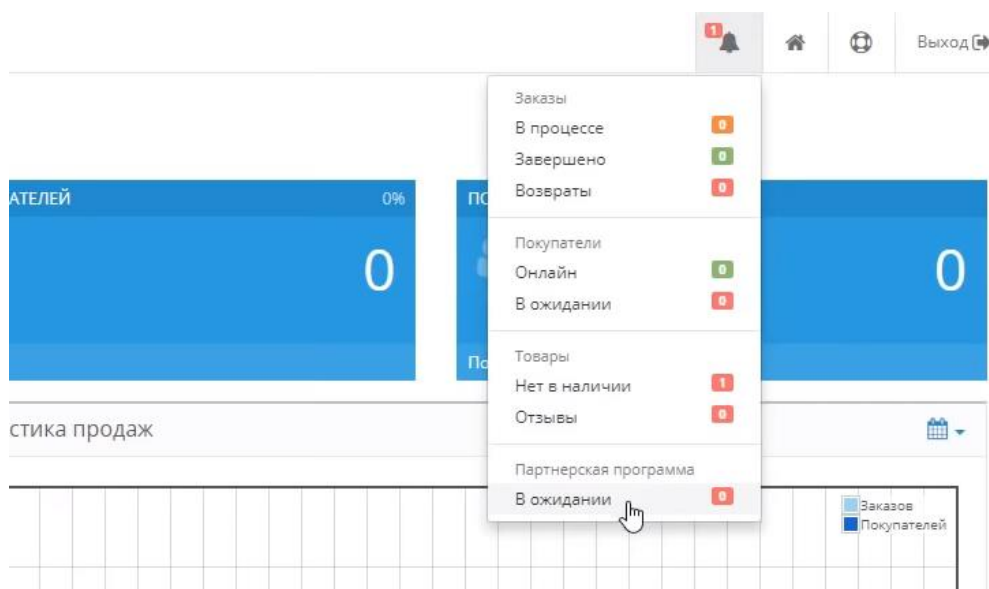 1
Выход
Заказы
В процессе 0
Завершено 0
Возвраты 0
АТЕЛЕЙ 0%
0
ПО
0
По
Покупатели
Онлайн 0
В ожидании 0
Товары
Нет в наличии 1
Отзывы 0
Партнерская программа
В ожидании 0
стика продаж
Заказов
Покупателей